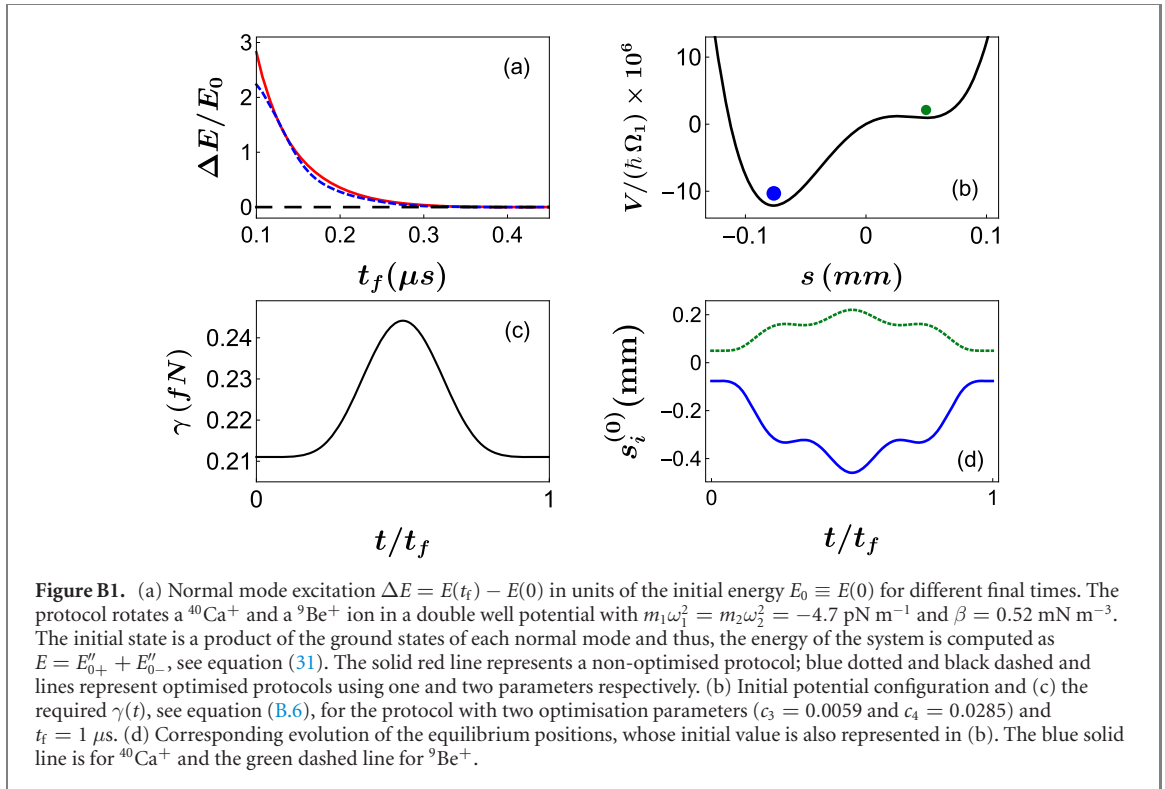 3
2
1
0
ΔE/E₀
(a)
0.1 0.2 0.3 0.4
t_f(μs)
10
0
−10
V/(ℏ Ω₁) × 10⁶
(b)
−0.1 0 0.1
s (mm)
0.24
0.23
0.22
0.21
γ (fN)
(c)
0 1
t/t_f
0.2
0
−0.2
−0.4
s_i^(0)(mm)
(d)
0 1
t/t_f
Figure B1. (a) Normal mode excitation ΔE = E(t_f) − E(0) in units of the initial energy E₀ ≡ E(0) for different final times. The
protocol rotates a ⁴⁰Ca⁺ and a ⁹Be⁺ ion in a double well potential with m₁ω₁² = m₂ω₂² = −4.7 pN m⁻¹ and β = 0.52 mN m⁻³.
The initial state is a product of the ground states of each normal mode and thus, the energy of the system is computed as
E = E″₀₊ + E″₀₋, see equation (31). The solid red line represents a non-optimised protocol; blue dotted and black dashed and
lines represent optimised protocols using one and two parameters respectively. (b) Initial potential configuration and (c) the
required γ(t), see equation (B.6), for the protocol with two optimisation parameters (c₃ = 0.0059 and c₄ = 0.0285) and
t_f = 1 μs. (d) Corresponding evolution of the equilibrium positions, whose initial value is also represented in (b). The blue solid
line is for ⁴⁰Ca⁺ and the green dashed line for ⁹Be⁺.